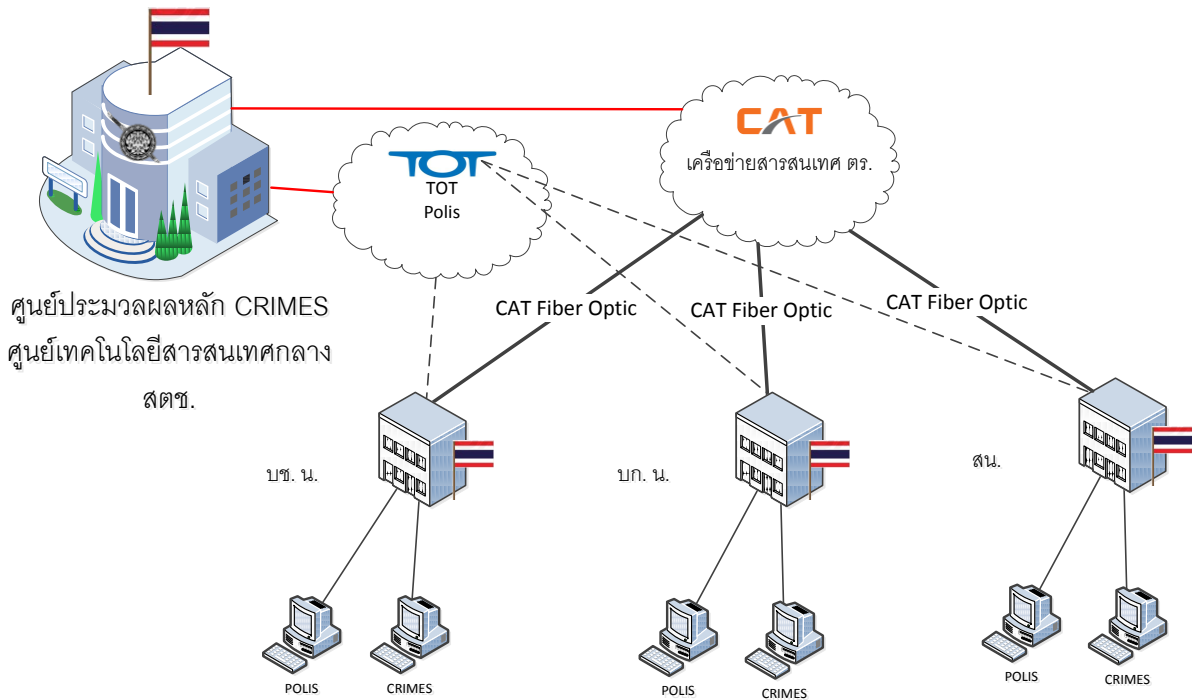 CAT
เครือข่ายสารสนเทศ ตร.
TOT
TOT
Polis
ศูนย์ประมวลผลหลัก CRIMES
ศูนย์เทคโนโลยีสารสนเทศกลาง
สตช.
CAT Fiber Optic
CAT Fiber Optic
CAT Fiber Optic
บช. น.
บก. น.
สน.
POLIS
CRIMES
POLIS
CRIMES
POLIS
CRIMES